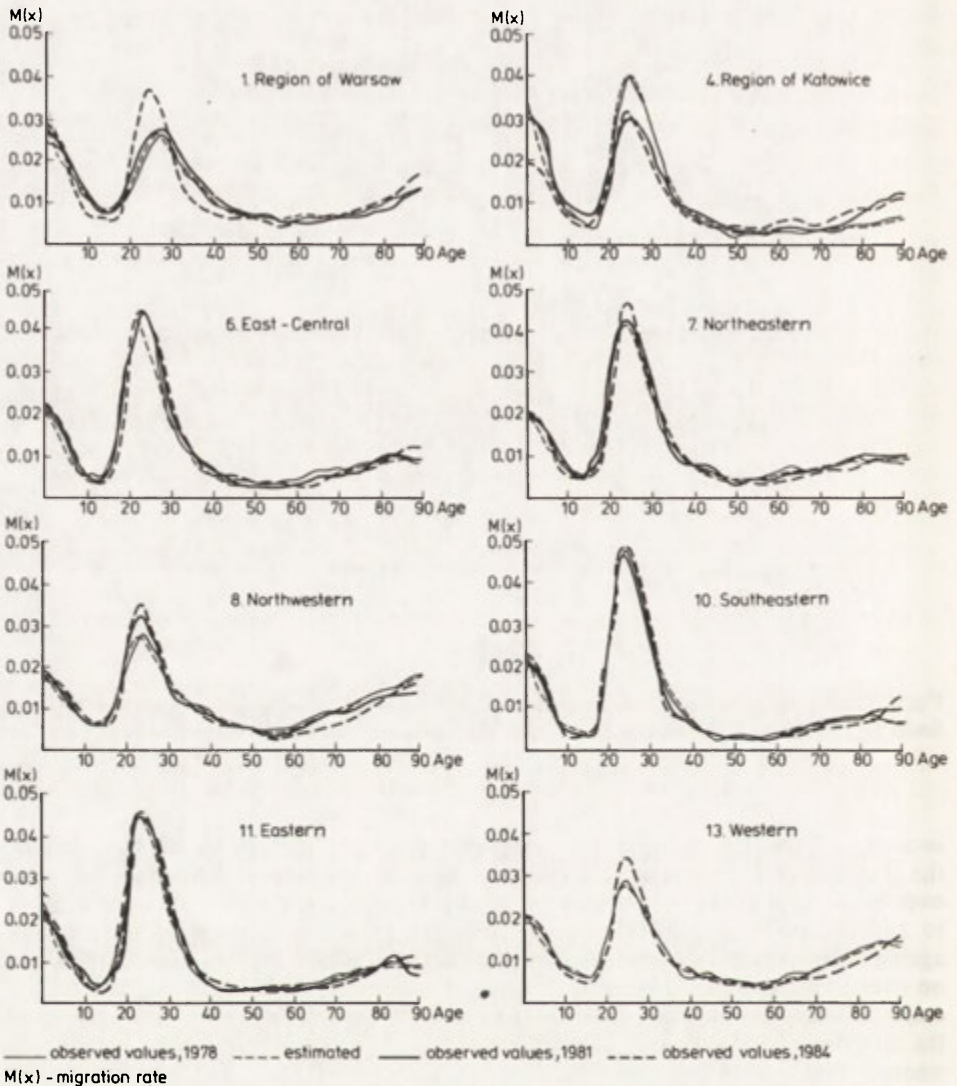 M(x) M(x)
0.05 0.05
1. Region of Warsaw 4. Region of Katowice
0.04 0.04
0.03 0.03
0.02 0.02
0.01 0.01
10 20 30 40 50 60 70 80 90 Age 10 20 30 40 50 60 70 80 90 Age
M(x) M(x)
0.05 0.05
6. East-Central 7. Northeastern
0.04 0.04
0.03 0.03
0.02 0.02
0.01 0.01
10 20 30 40 50 60 70 80 90 Age 10 20 30 40 50 60 70 80 90 Age
M(x) M(x)
0.05 0.05
0.04 0.04
8. Northwestern 10. Southeastern
0.03 0.03
0.02 0.02
0.01 0.01
10 20 30 40 50 60 70 80 90 Age 10 20 30 40 50 60 70 80 90 Age
M(x) M(x)
0.05 0.05
11. Eastern 13. Western
0.04 0.04
0.03 0.03
0.02 0.02
0.01 0.01
10 20 30 40 50 60 70 80 90 Age 10 20 30 40 50 60 70 80 90 Age
observed values, 1978 estimated observed values, 1981 observed values, 1984
M(x) - migration rate